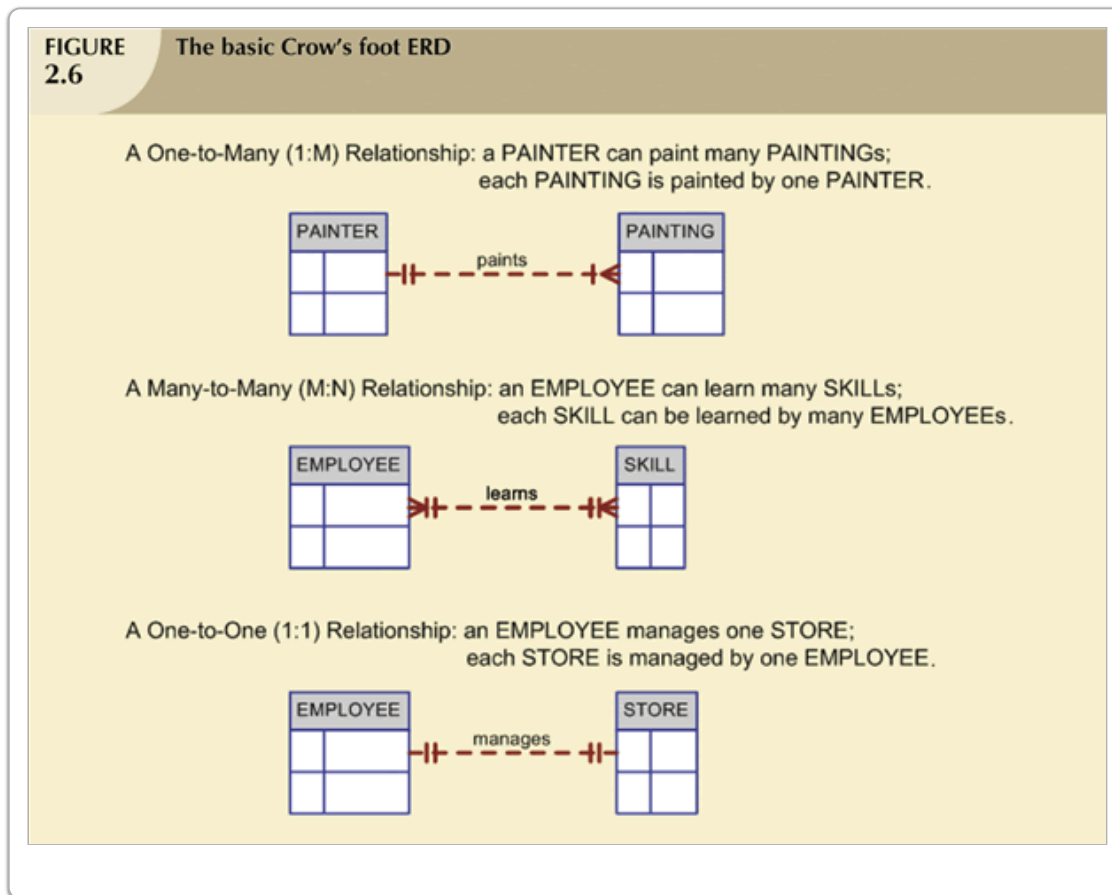 FIGURE
2.6
The basic Crow's foot ERD
A One-to-Many (1:M) Relationship: a PAINTER can paint many PAINTINGs;
each PAINTING is painted by one PAINTER.
PAINTER
paints
PAINTING
A Many-to-Many (M:N) Relationship: an EMPLOYEE can learn many SKILLs;
each SKILL can be learned by many EMPLOYEEs.
EMPLOYEE
learns
SKILL
A One-to-One (1:1) Relationship: an EMPLOYEE manages one STORE;
each STORE is managed by one EMPLOYEE.
EMPLOYEE
manages
STORE